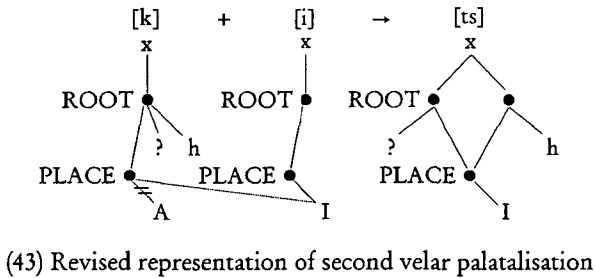 [k] + [i] → [ts]
x x x
ROOT ROOT ROOT
? h ? h
PLACE PLACE PLACE
A I I
(43) Revised representation of second velar palatalisation